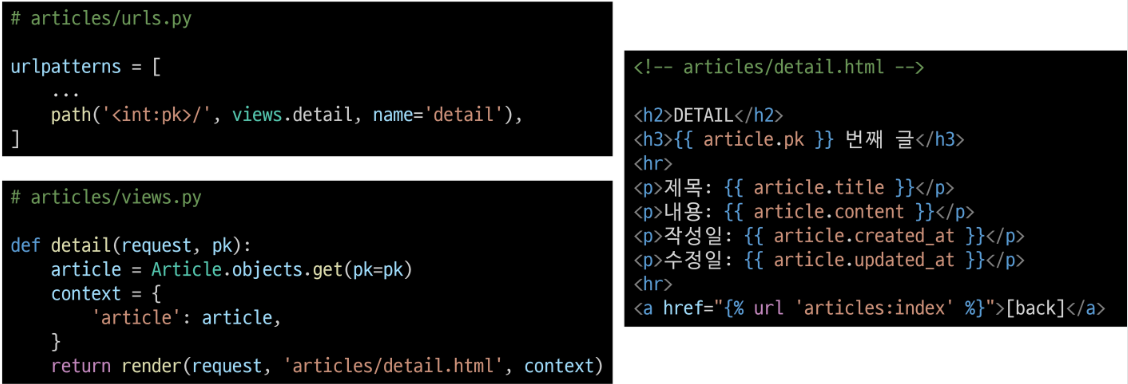 # articles/urls.py
urlpatterns = [
    ...
    path('<int:pk>/', views.detail, name='detail'),
]
# articles/views.py
def detail(request, pk):
    article = Article.objects.get(pk=pk)
    context = {
        'article': article,
    }
    return render(request, 'articles/detail.html', context)
<!-- articles/detail.html -->
<h2>DETAIL</h2>
<h3>{{ article.pk }} 번째 글</h3>
<hr>
<p>제목: {{ article.title }}</p>
<p>내용: {{ article.content }}</p>
<p>작성일: {{ article.created_at }}</p>
<p>수정일: {{ article.updated_at }}</p>
<hr>
<a href="{% url 'articles:index' %}">[back]</a>